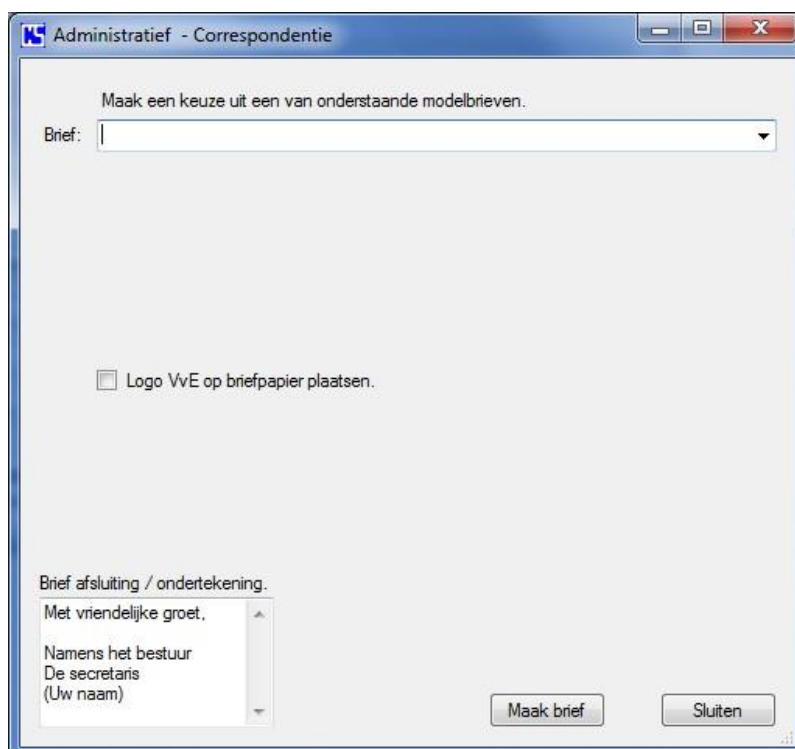 Administratief - Correspondentie
Maak een keuze uit een van onderstaande modelbrieven.
Brief:
Logo VvE op briefpapier plaatsen.
Brief afsluiting / ondertekening.
Met vriendelijke groet,
Namens het bestuur
De secretaris
(Uw naam)
Maak brief
Sluiten